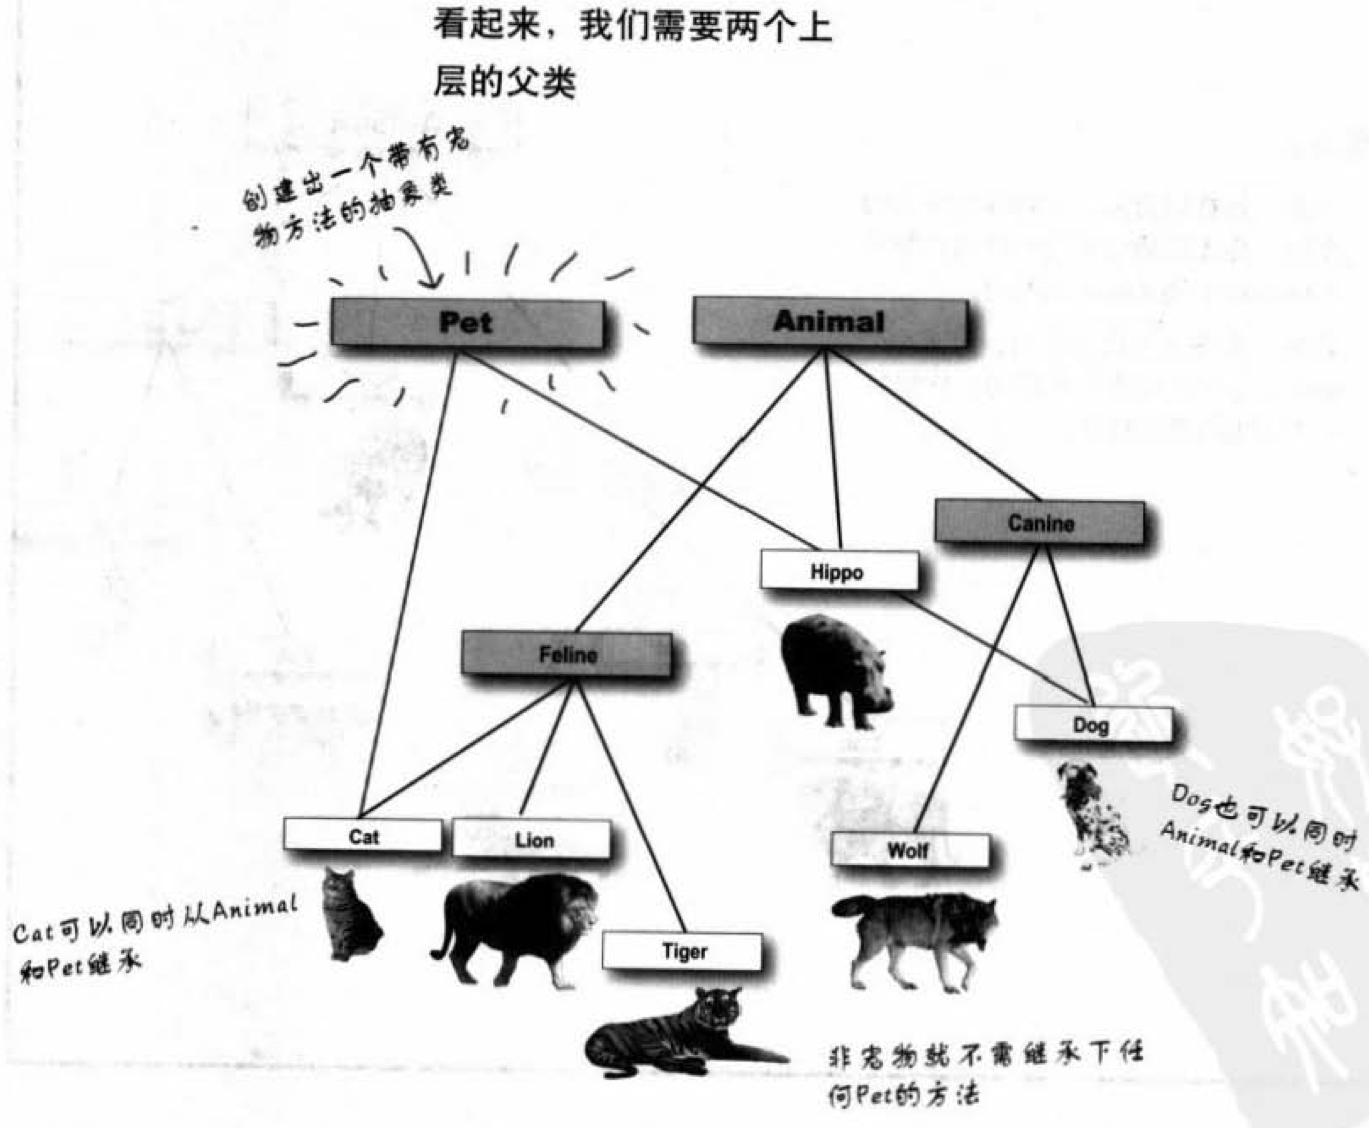 看起来，我们需要两个上
层的父类
创建出一个带有宠
物方法的抽象类
Pet
Animal
Canine
Hippo
Feline
Dog
Cat
Lion
Wolf
Tiger
Dog也可以同时
Animal和Pet继承
Cat可以同时从Animal
和Pet继承
非宠物就不需继承下任
何Pet的方法